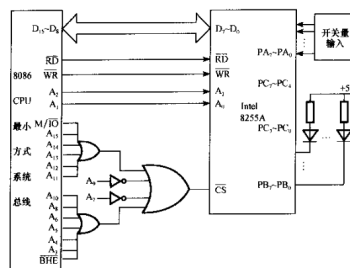 D₁₅~D₈
D₇~D₀
开关量
输入
RD
RD
PA₇~PA₀
8086
WR
WR
A₂
A₁
PC₇~PC₄
CPU
A₁
A₀
Intel
8255A
+5
最小
M/IO
A₁₅
A₁₄
A₁₃
A₁₂
A₁₁
PC₃~PC₀
方式
系统
A₉
CS
PB₇~PB₀
总线
A₁₀
A₇
A₈
A₆
A₅
A₄
A₃
BHE